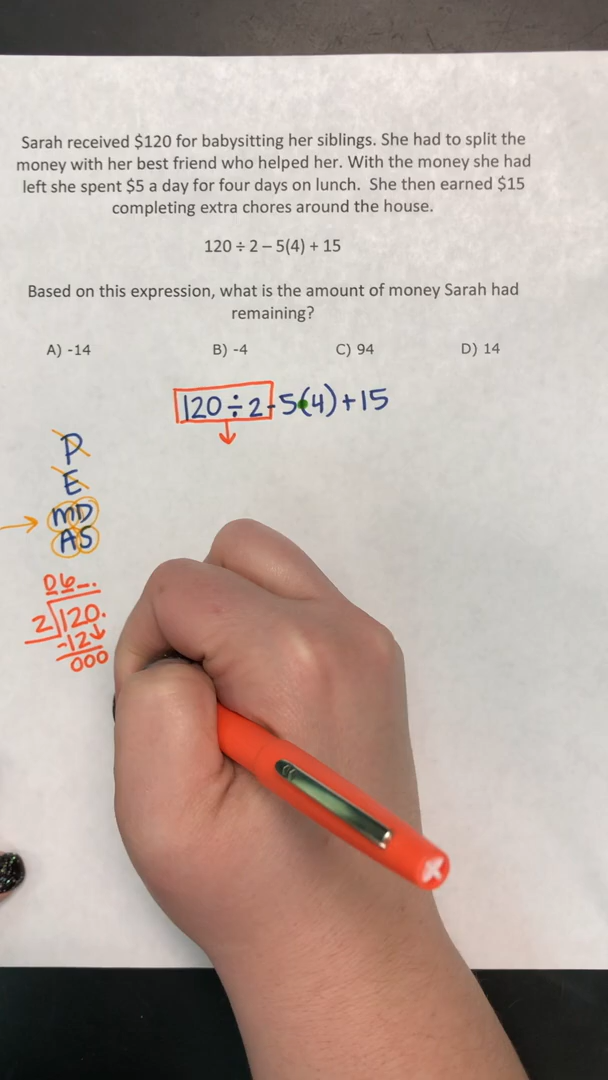 Sarah received $120 for babysitting her siblings. She had to split the
money with her best friend who helped her. With the money she had
left she spent $5 a day for four days on lunch. She then earned $15
completing extra chores around the house.
120 ÷ 2 – 5(4) + 15
Based on this expression, what is the amount of money Sarah had
remaining?
A) -14 B) -4 C) 94 D) 14
120 ÷ 2 - 5(4) + 15
P
E
MD
AS
06_.
2 120.
-12
000